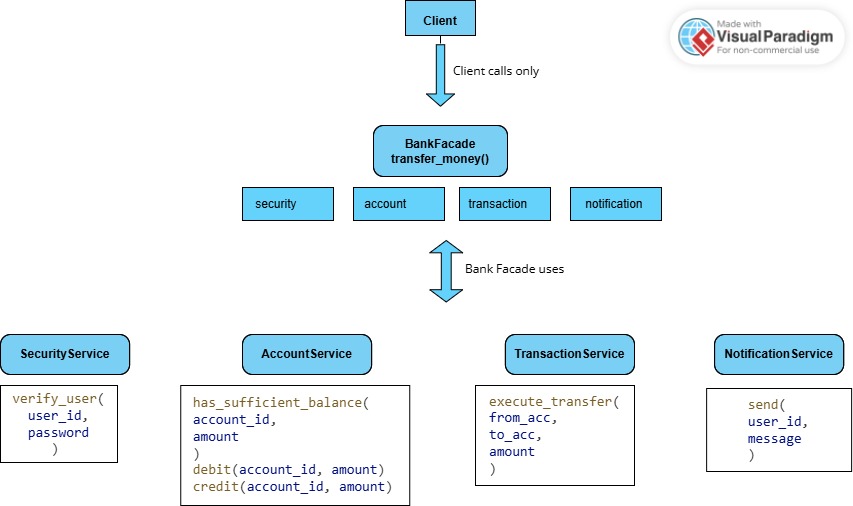 Client
Made with
VisualParadigm
For non-commercial use
Client calls only
BankFacade
transfer_money()
security
account
transaction
notification
Bank Facade uses
SecurityService
verify_user(
user_id,
password
)
AccountService
has_sufficient_balance(
account_id,
amount
)
debit(account_id, amount)
credit(account_id, amount)
TransactionService
execute_transfer(
from_acc,
to_acc,
amount
)
NotificationService
send(
user_id,
message
)